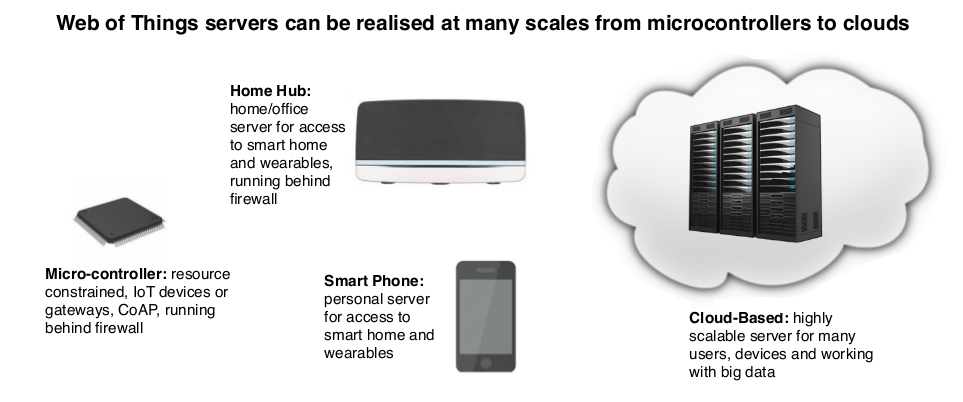 Web of Things servers can be realised at many scales from microcontrollers to clouds
Home Hub:
home/office
server for access
to smart home
and wearables,
running behind
firewall
Micro-controller: resource
constrained, IoT devices or
gateways, CoAP, running
behind firewall
Smart Phone:
personal server
for access to
smart home and
wearables
Cloud-Based: highly
scalable server for many
users, devices and working
with big data